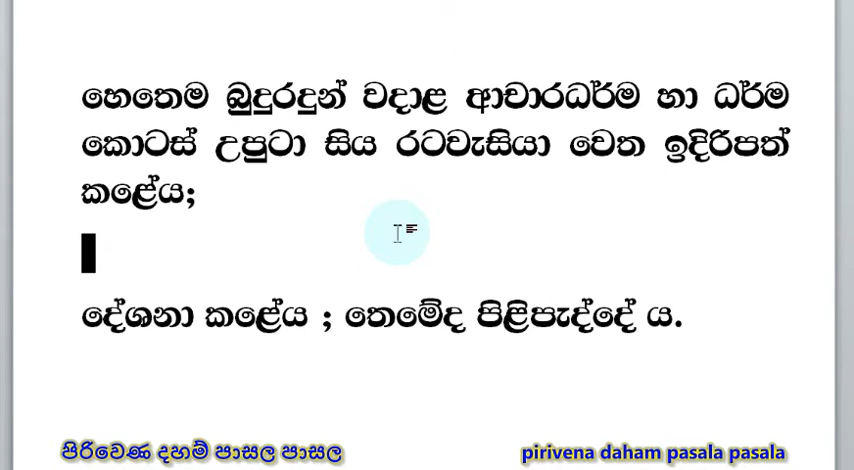 හෙතෙම බුදුරදුන් වදාළ ආචාරධර්ම හා ධර්ම
කොටස් උපුටා සිය රටවැසියා වෙත ඉදිරිපත්
කළේය;
දේශනා කළේය ; තෙමේද පිළිපැද්දේ ය.
පිරිවෙණ දහම් පාසල පාසල
pirivena daham pasala pasala